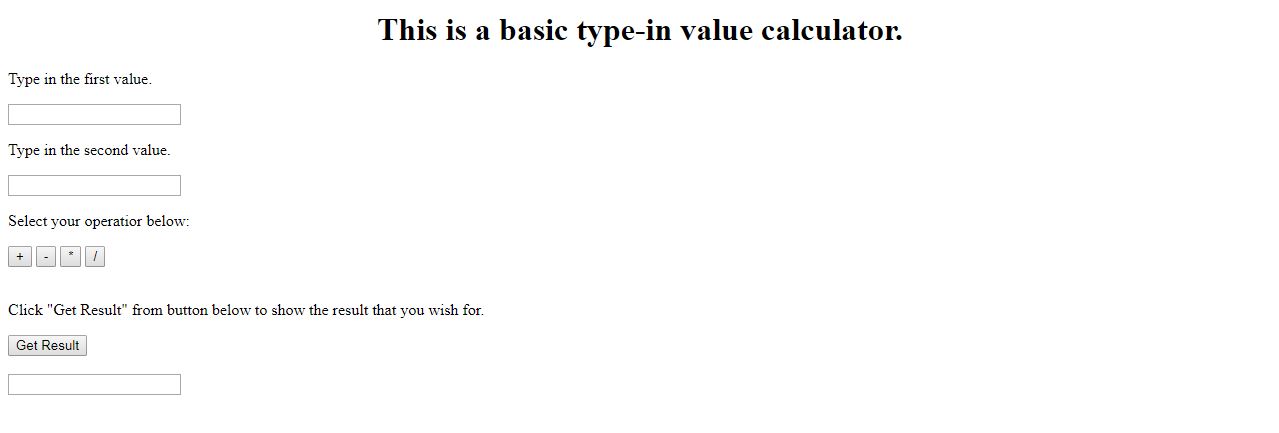 This is a basic type-in value calculator.
Type in the first value.
Type in the second value.
Select your operatior below:
+ - * /
Click "Get Result" from button below to show the result that you wish for.
Get Result